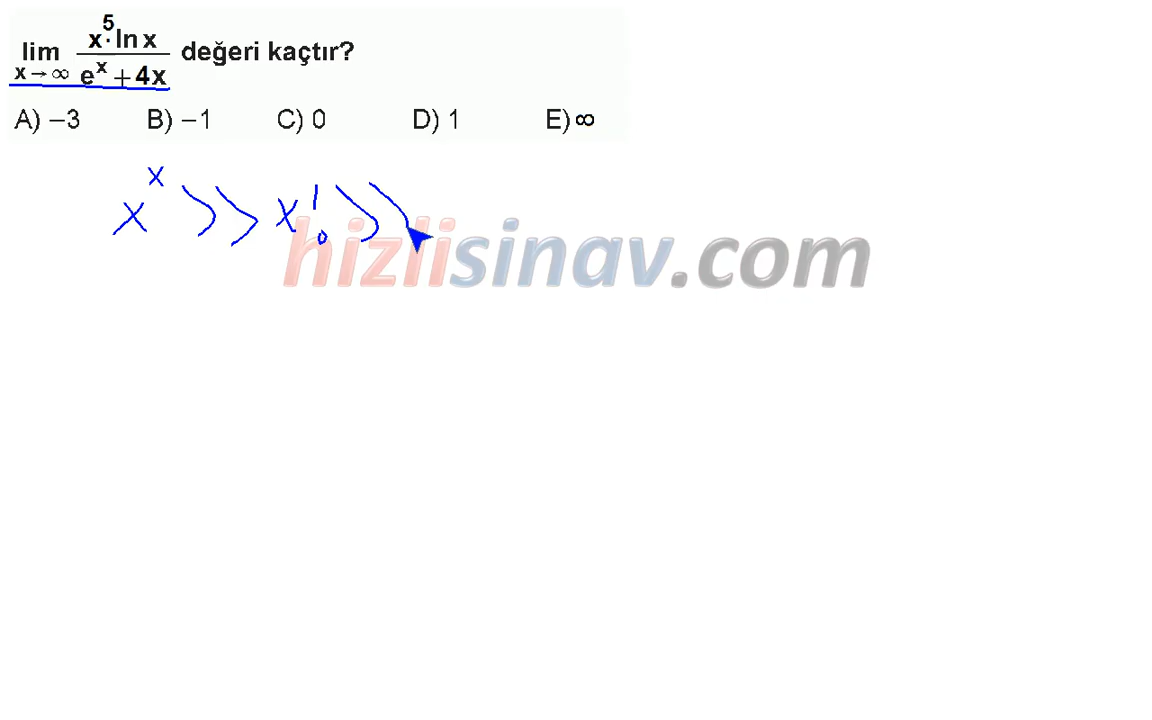 lim x→∞ x⁵·ln x / eˣ + 4x değeri kaçtır?
A) −3 B) −1 C) 0 D) 1 E) ∞
xˣ >> x! >>
hizlisinav.com